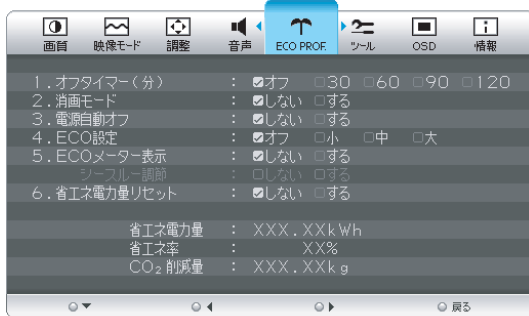 画質 映像モード 調整 音声 ECO PROF. ツール OSD 情報
1.オフタイマー(分) : ☑オフ □30 □60 □90 □120
2.消画モード : ☑しない □する
3.電源自動オフ : ☑しない □する
4.ECO設定 : ☑オフ □小 □中 □大
5.ECOメーター表示 : ☑しない □する
シースルー調節 : □しない □する
6.省エネ電力量リセット : ☑しない □する
省エネ電力量 : XXX.XXkWh
省エネ率 : XX%
CO₂削減量 : XXX.XXkg
戻る